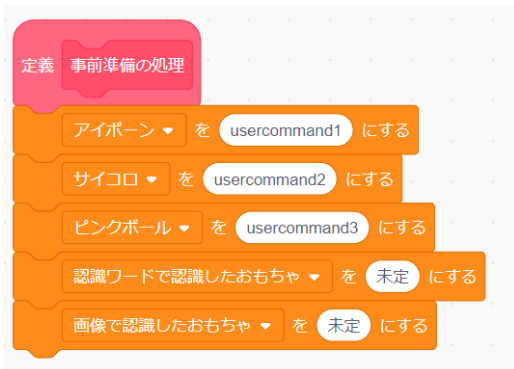 定義 事前準備の処理
アイボーン を usercommand1 にする
サイコロ を usercommand2 にする
ピンクボール を usercommand3 にする
認識ワードで認識したおもちゃ を 未定 にする
画像で認識したおもちゃ を 未定 にする